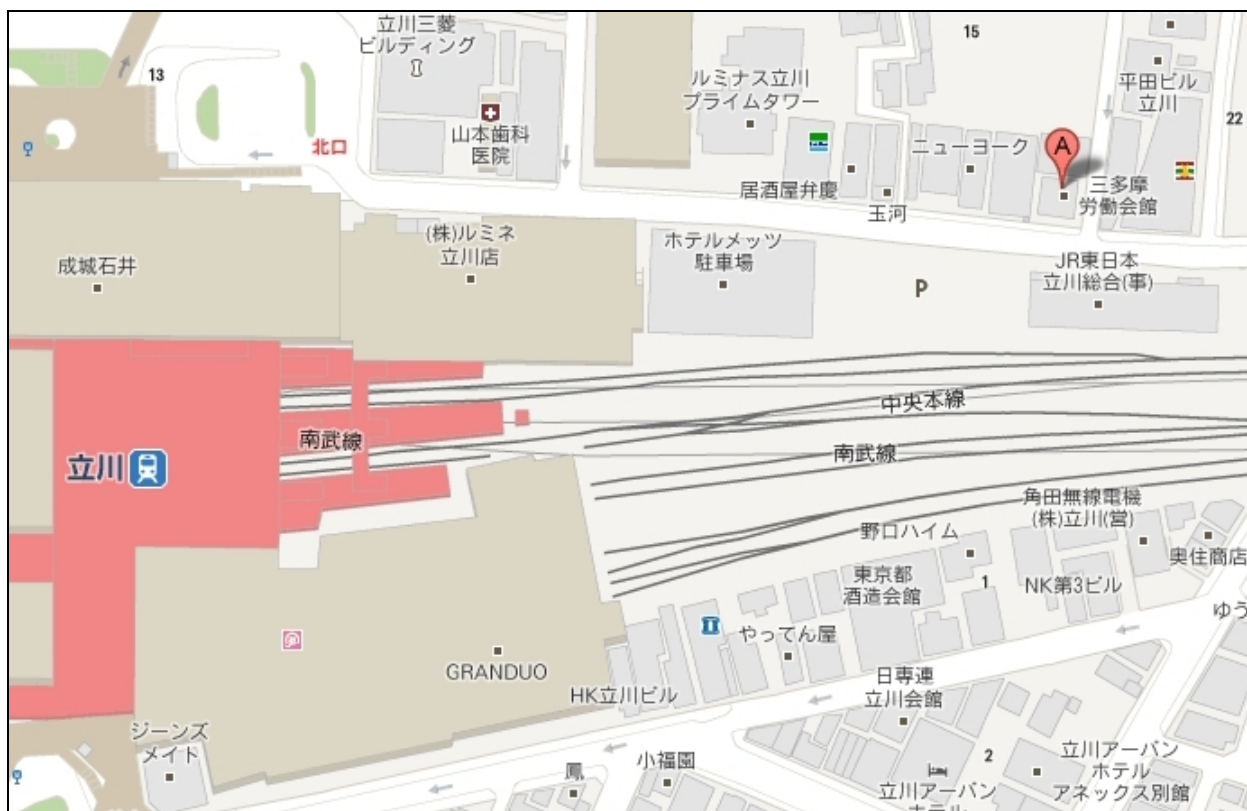 立川三菱
ビルディング
13
北口
山本歯科
医院
ルミナス立川
プライムタワー
15
平田ビル
立川
22
居酒屋弁慶
玉河
ニューヨーク
A
三多摩
労働会館
成城石井
(株)ルミネ
立川店
ホテルメッツ
駐車場
P
JR東日本
立川総合(事)
中央本線
南武線
南武線
立川
角田無線電機
(株)立川(営)
野口ハイム
奥住商店
東京都
酒造会館
1
NK第3ビル
ゆう
やってん屋
GRANDUO
HK立川ビル
日専連
立川会館
ジーンズ
メイト
鳳
小福園
2
立川アーバン
ホテル
アネックス別館
立川アーバン
ホテル